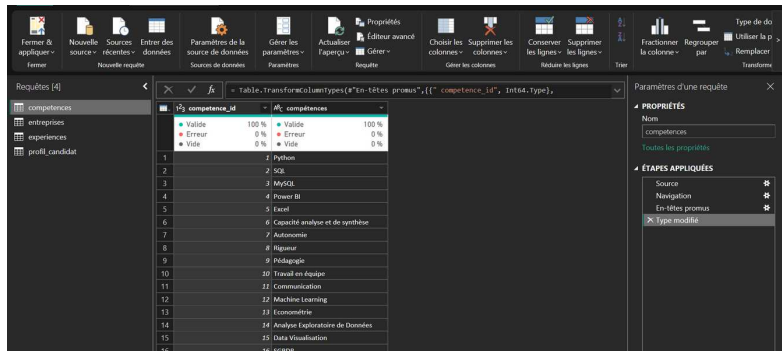 Fermer & appliquer
Nouvelle source
Sources récentes
Entrer des données
Paramètres de la source de données
Gérer les paramètres
Actualiser l'aperçu
Propriétés
Éditeur avancé
Gérer
Choisir les colonnes
Supprimer les colonnes
Conserver les lignes
Supprimer les lignes
Fractionner la colonne
Regrouper par
Type de do
Utiliser la p
Remplacer
Fermer
Nouvelle requête
Sources de données
Paramètres
Requête
Gérer les colonnes
Réduire les lignes
Trier
Transforme
Requêtes [4]
competences
entreprises
experiences
profil_candidat
fx = Table.TransformColumnTypes(#"En-têtes promus",{{" competence_id", Int64.Type},
123 competence_id ABC compétences
Valide 100 % Valide 100 %
Erreur 0 % Erreur 0 %
Vide 0 % Vide 0 %
1 1 Python
2 2 SQL
3 3 MySQL
4 4 Power BI
5 5 Excel
6 6 Capacité analyse et de synthèse
7 7 Autonomie
8 8 Rigueur
9 9 Pédagogie
10 10 Travail en équipe
11 11 Communication
12 12 Machine Learning
13 13 Econométrie
14 14 Analyse Exploratoire de Données
15 15 Data Visualisation
16 16 SGBDR
Paramètres d'une requête
PROPRIÉTÉS
Nom
competences
Toutes les propriétés
ÉTAPES APPLIQUÉES
Source
Navigation
En-têtes promus
Type modifié